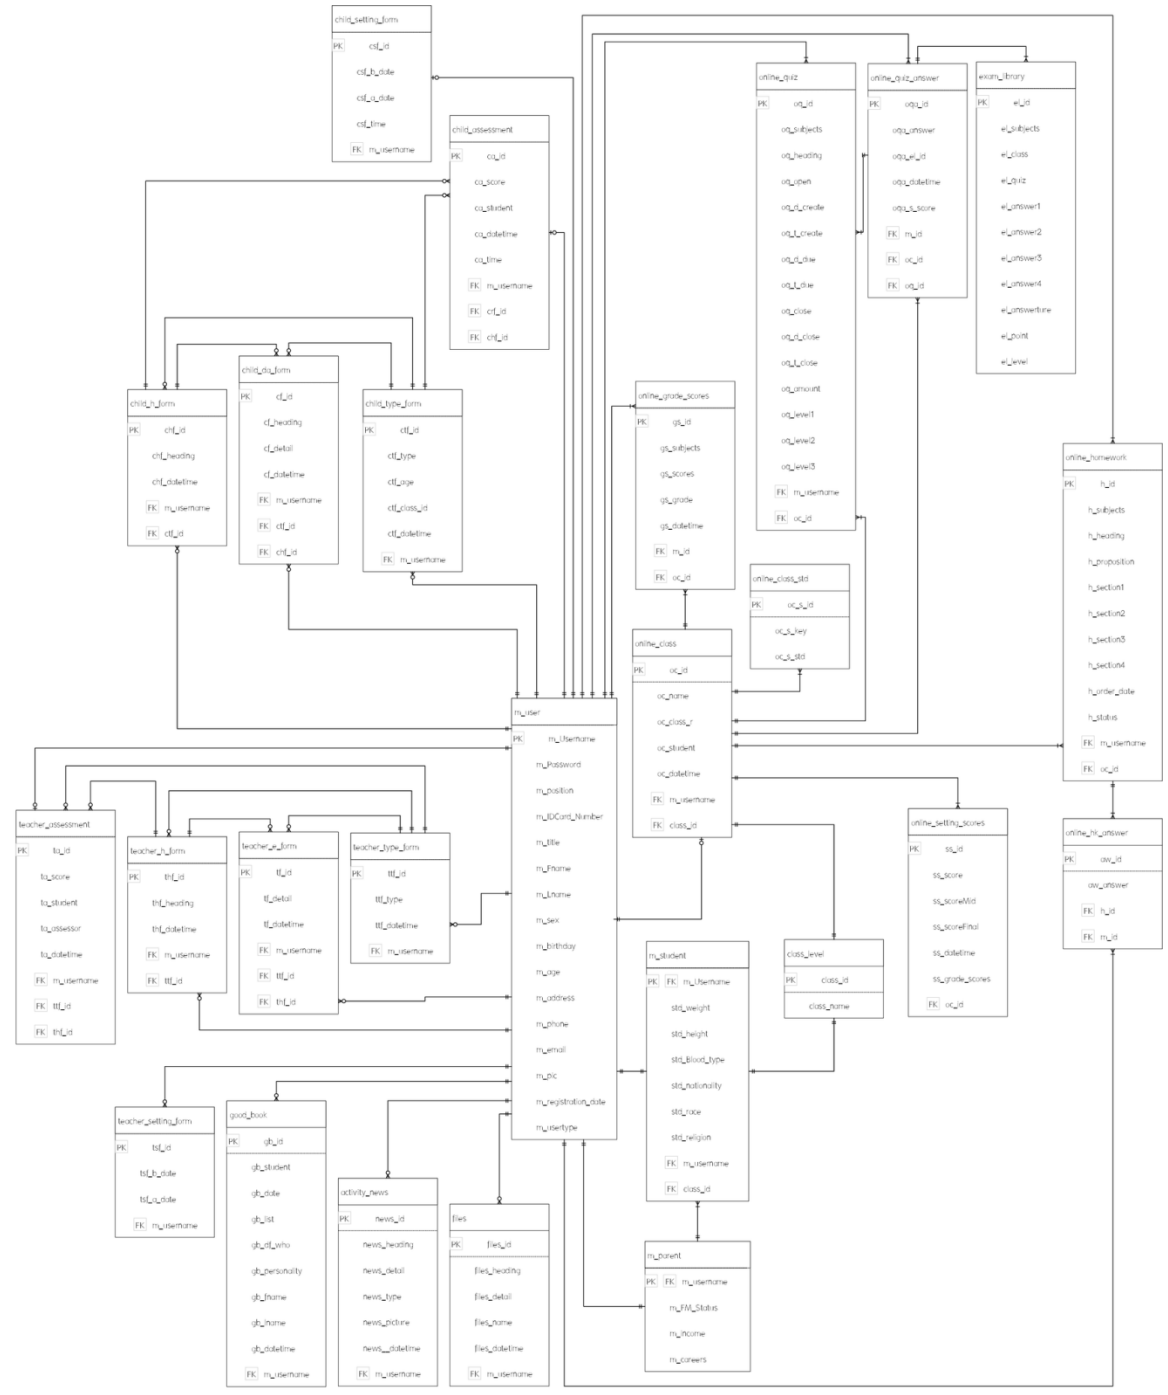 child_setting_form
PK csf_id
csf_b_date
csf_a_date
csf_time
FK m_username
child_assessment
PK ca_id
ca_score
ca_student
ca_datetime
ca_time
FK m_username
FK ctf_id
FK chf_id
online_quiz
PK oq_id
oq_subjects
oq_heading
oq_open
oq_d_create
oq_t_create
oq_d_due
oq_t_due
oq_close
oq_d_close
oq_t_close
oq_amount
oq_level1
oq_level2
oq_level3
FK m_username
FK oc_id
online_quiz_answer
PK oqa_id
oqa_answer
oqa_el_id
oqa_datetime
oqa_s_score
FK m_id
FK oc_id
FK oq_id
exam_library
PK el_id
el_subjects
el_class
el_quiz
el_answer1
el_answer2
el_answer3
el_answer4
el_answerture
el_point
el_level
child_h_form
PK chf_id
chf_heading
chf_datetime
FK m_username
FK ctf_id
child_do_form
PK cf_id
cf_heading
cf_detail
cf_datetime
FK m_username
FK ctf_id
FK chf_id
child_type_form
PK ctf_id
ctf_type
ctf_age
ctf_class_id
ctf_datetime
FK m_username
online_grade_scores
PK gs_id
gs_subjects
gs_scores
gs_grade
gs_datetime
FK m_id
FK oc_id
online_class_std
PK oc_s_id
oc_s_key
oc_s_std
online_homework
PK h_id
h_subjects
h_heading
h_proposition
h_section1
h_section2
h_section3
h_section4
h_order_date
h_status
FK m_username
FK oc_id
online_class
PK oc_id
oc_name
oc_class_r
oc_student
oc_datetime
FK m_username
FK class_id
m_user
PK m_Username
m_Password
m_position
m_IDCard_Number
m_title
m_Fname
m_Lname
m_sex
m_birthday
m_age
m_address
m_phone
m_email
m_pic
m_registration_date
m_usertype
teacher_assessment
PK ta_id
ta_score
ta_student
ta_assessor
ta_datetime
FK m_username
FK ttf_id
FK thf_id
teacher_h_form
PK thf_id
thf_heading
thf_datetime
FK m_username
FK ttf_id
teacher_e_form
PK tf_id
tf_detail
tf_datetime
FK m_username
FK ttf_id
FK thf_id
teacher_type_form
PK ttf_id
ttf_type
ttf_datetime
FK m_username
online_setting_scores
PK ss_id
ss_score
ss_scoreMid
ss_scoreFinal
ss_datetime
ss_grade_scores
FK oc_id
online_hk_answer
PK aw_id
aw_answer
FK h_id
FK m_id
m_student
PK FK m_Username
std_weight
std_height
std_Blood_type
std_nationality
std_race
std_religion
FK m_username
FK class_id
class_level
PK class_id
class_name
teacher_setting_form
PK tsf_id
tsf_b_date
tsf_a_date
FK m_username
good_book
PK gb_id
gb_student
gb_date
gb_list
gb_of_who
gb_personality
gb_fname
gb_lname
gb_datetime
FK m_username
activity_news
PK news_id
news_heading
news_detail
news_type
news_picture
news__datetime
FK m_username
files
PK files_id
files_heading
files_detail
files_name
files_datetime
FK m_username
m_parent
PK FK m_username
m_FM_Status
m_income
m_careers